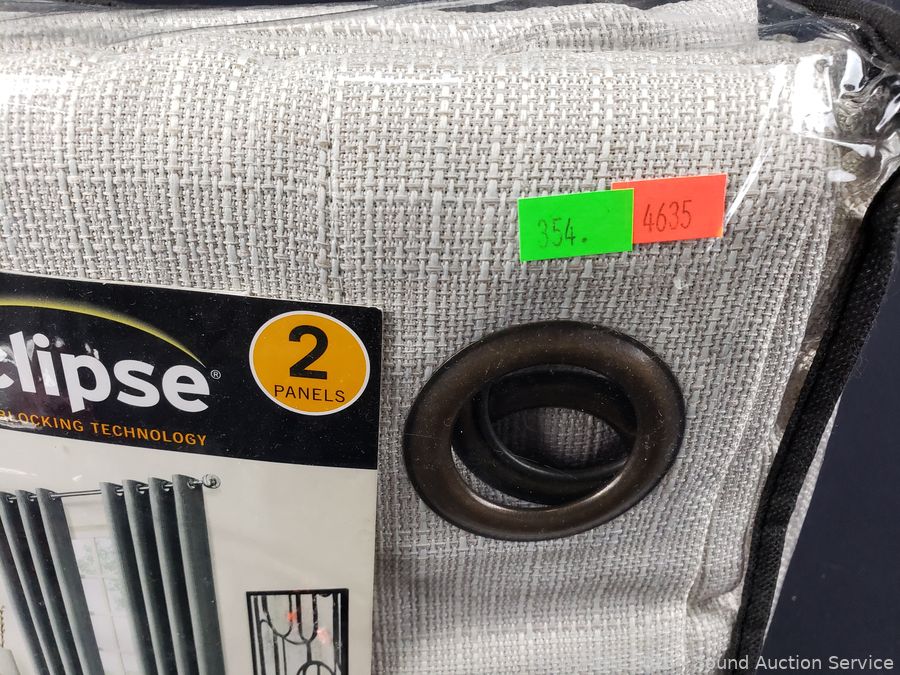 354.
4635
clipse®
2
PANELS
BLOCKING TECHNOLOGY
Sound Auction Service